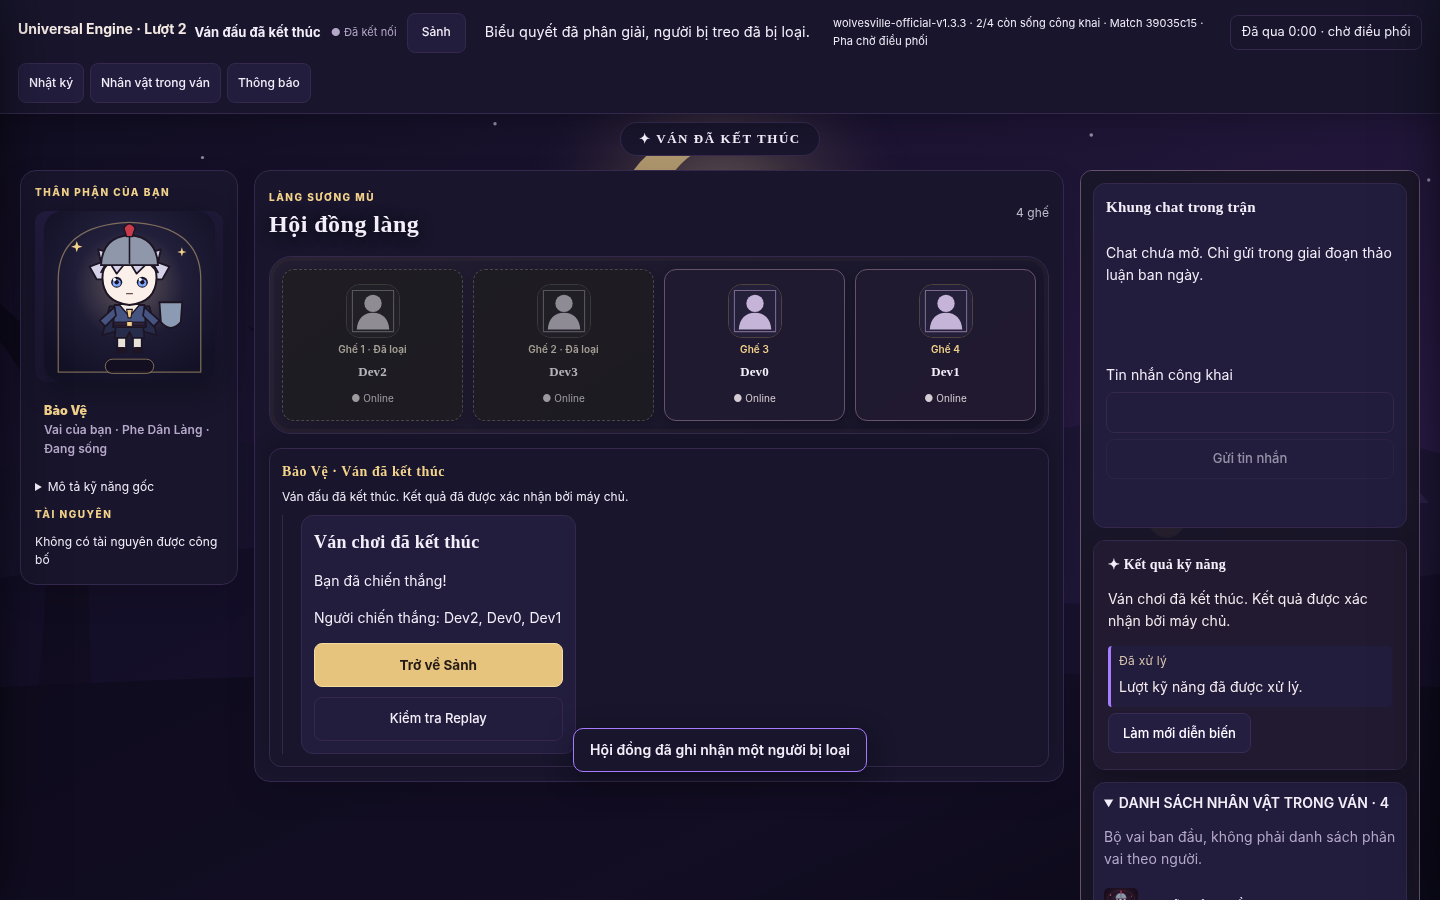 Universal Engine · Lượt 2
Ván đấu đã kết thúc
Đã kết nối
Sảnh
Biểu quyết đã phân giải, người bị treo đã bị loại.
wolvesville-official-v1.3.3 · 2/4 còn sống công khai · Match 39035c15 ·
Pha chờ điều phối
Đã qua 0:00 · chờ điều phối
Nhật ký
Nhân vật trong ván
Thông báo
✦ VÁN ĐÃ KẾT THÚC
THÂN PHẬN CỦA BẠN
Bảo Vệ
Vai của bạn · Phe Dân Làng ·
Đang sống
Mô tả kỹ năng gốc
TÀI NGUYÊN
Không có tài nguyên được công
bố
LÀNG SƯƠNG MÙ
Hội đồng làng
4 ghế
Ghế 1 · Đã loại
Dev2
Online
Ghế 2 · Đã loại
Dev3
Online
Ghế 3
Dev0
Online
Ghế 4
Dev1
Online
Bảo Vệ · Ván đã kết thúc
Ván đấu đã kết thúc. Kết quả đã được xác nhận bởi máy chủ.
Ván chơi đã kết thúc
Bạn đã chiến thắng!
Người chiến thắng: Dev2, Dev0, Dev1
Trở về Sảnh
Kiểm tra Replay
Hội đồng đã ghi nhận một người bị loại
Khung chat trong trận
Chat chưa mở. Chỉ gửi trong giai đoạn thảo
luận ban ngày.
Tin nhắn công khai
Gửi tin nhắn
✦ Kết quả kỹ năng
Ván chơi đã kết thúc. Kết quả được xác
nhận bởi máy chủ.
Đã xử lý
Lượt kỹ năng đã được xử lý.
Làm mới diễn biến
DANH SÁCH NHÂN VẬT TRONG VÁN · 4
Bộ vai ban đầu, không phải danh sách phân
vai theo người.